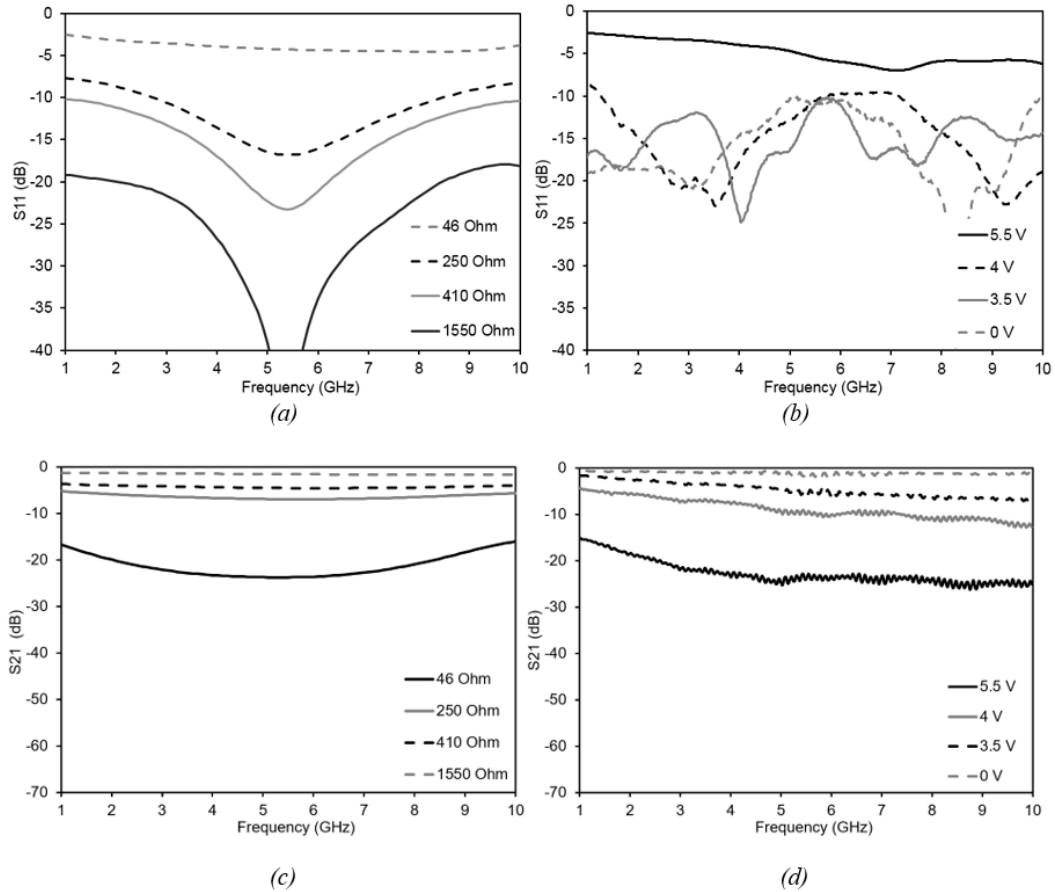 0
-5
-10
-15
-20
-25
-30
-35
-40
S11 (dB)
46 Ohm
250 Ohm
410 Ohm
1550 Ohm
1 2 3 4 5 6 7 8 9 10
Frequency (GHz)
(a)
0
-5
-10
-15
-20
-25
-30
-35
-40
S11 (dB)
5.5 V
4 V
3.5 V
0 V
1 2 3 4 5 6 7 8 9 10
Frequency (GHz)
(b)
0
-10
-20
-30
-40
-50
-60
-70
S21 (dB)
46 Ohm
250 Ohm
410 Ohm
1550 Ohm
1 2 3 4 5 6 7 8 9 10
Frequency (GHz)
(c)
0
-10
-20
-30
-40
-50
-60
-70
S21 (dB)
5.5 V
4 V
3.5 V
0 V
1 2 3 4 5 6 7 8 9 10
Frequency (GHz)
(d)